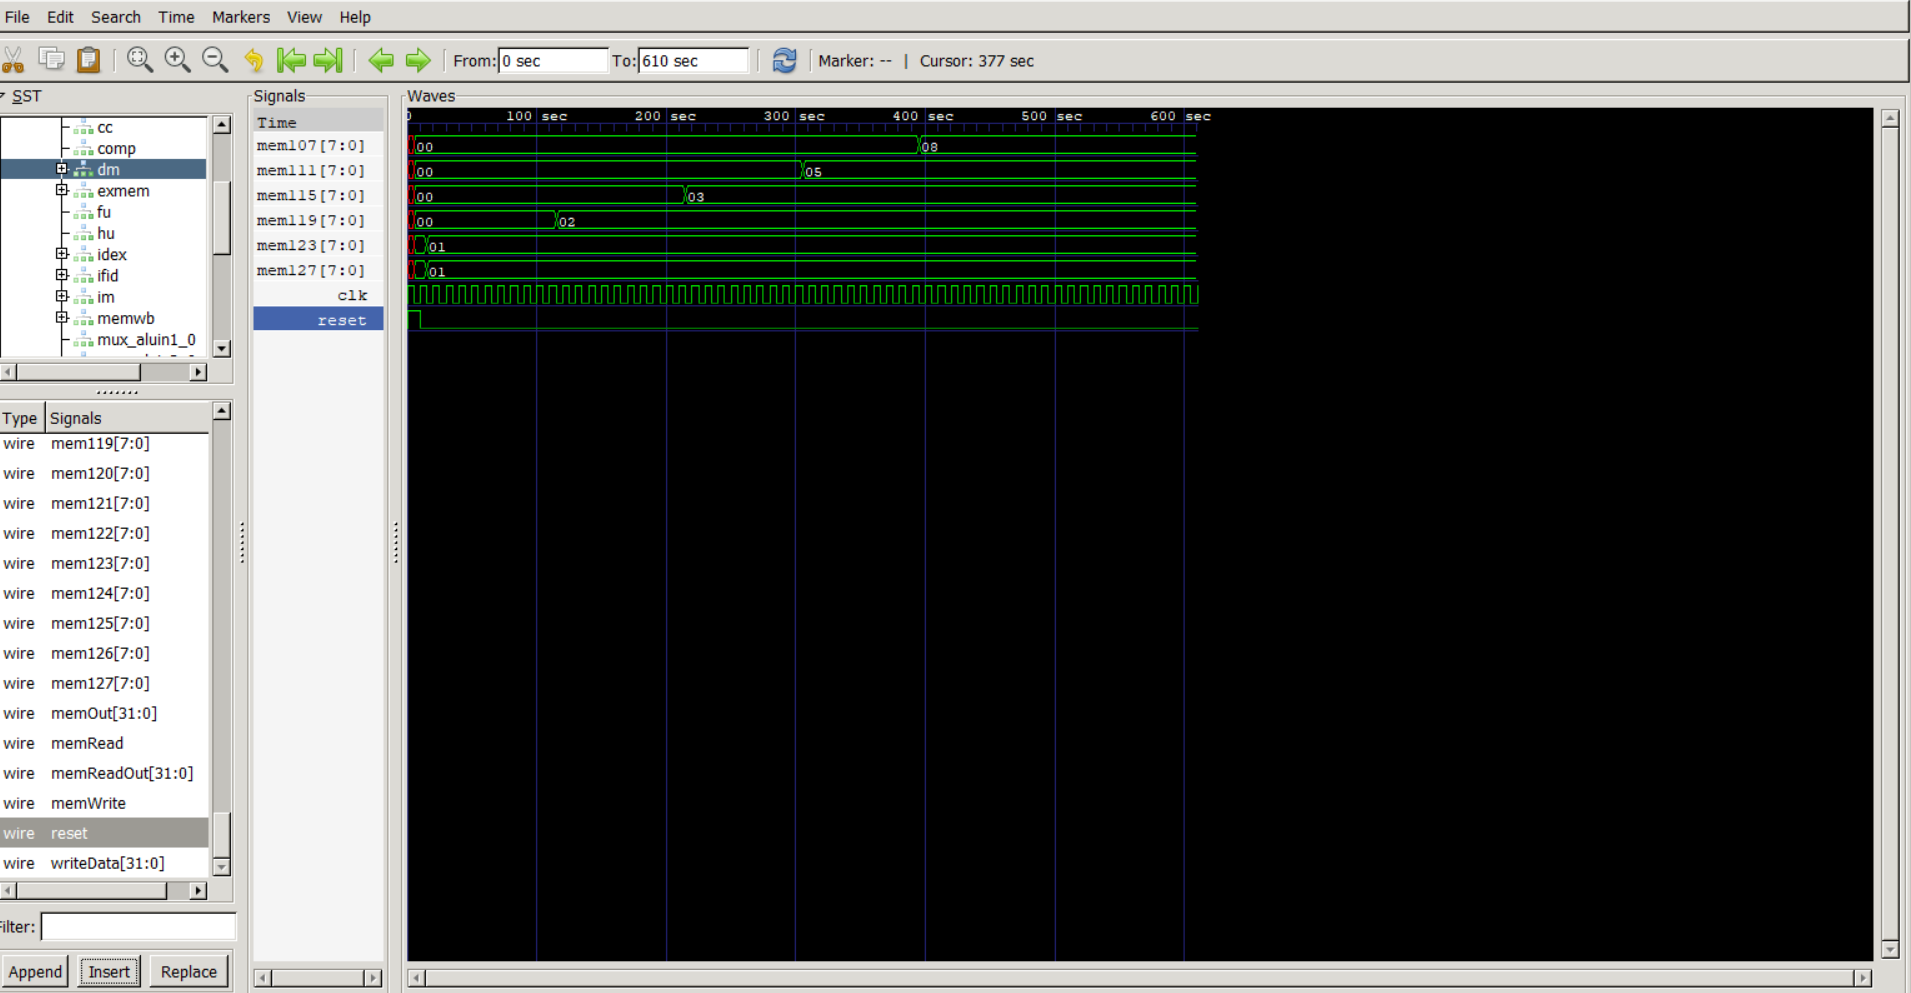 File Edit Search Time Markers View Help
From: 0 sec To: 610 sec Marker: -- | Cursor: 377 sec
SST
cc
comp
dm
exmem
fu
hu
idex
ifid
im
memwb
mux_aluin1_0
Type Signals
wire mem119[7:0]
wire mem120[7:0]
wire mem121[7:0]
wire mem122[7:0]
wire mem123[7:0]
wire mem124[7:0]
wire mem125[7:0]
wire mem126[7:0]
wire mem127[7:0]
wire memOut[31:0]
wire memRead
wire memReadOut[31:0]
wire memWrite
wire reset
wire writeData[31:0]
Filter:
Append Insert Replace
Signals
Time
mem107[7:0]
mem111[7:0]
mem115[7:0]
mem119[7:0]
mem123[7:0]
mem127[7:0]
clk
reset
Waves
0 100 sec 200 sec 300 sec 400 sec 500 sec 600 sec
00 08
00 05
00 03
00 02
01
01